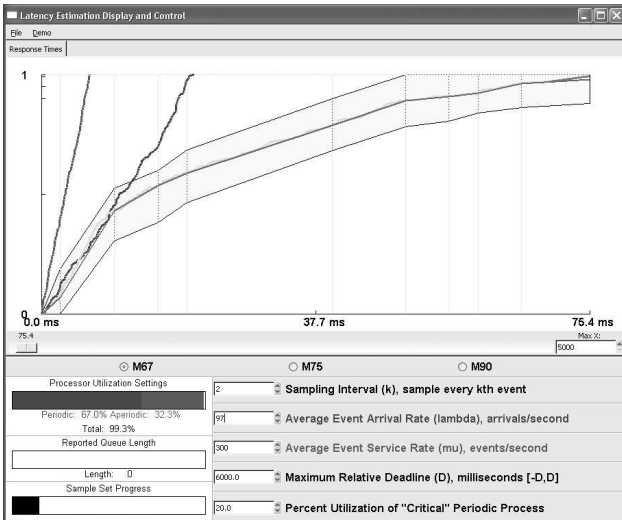 Latency Estimation Display and Control
File Demo
Response Times
1
0
0.0 ms 37.7 ms 75.4 ms
75.4 Max X:
5000
M67 M75 M90
Processor Utilization Settings
Periodic: 67.0% Aperiodic: 32.3%
Total: 99.3%
Reported Queue Length
Length: 0
Sample Set Progress
2 Sampling Interval (k), sample every kth event
97 Average Event Arrival Rate (lambda), arrivals/second
300 Average Event Service Rate (mu), events/second
6000.0 Maximum Relative Deadline (D), milliseconds [-D,D]
20.0 Percent Utilization of "Critical" Periodic Process